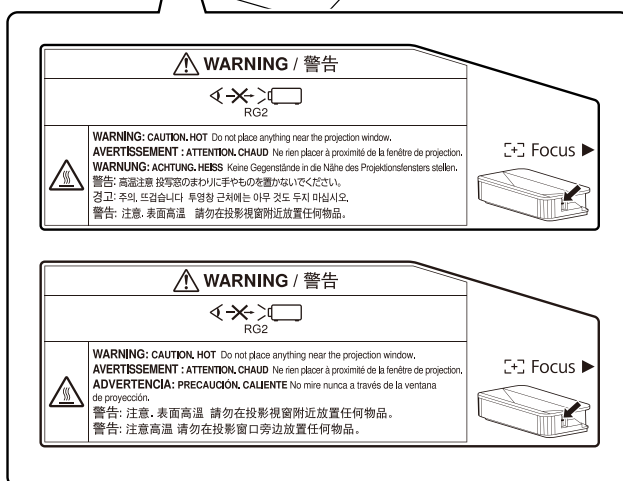 WARNING / 警告
RG2
WARNING: CAUTION. HOT Do not place anything near the projection window.
AVERTISSEMENT : ATTENTION. CHAUD Ne rien placer à proximité de la fenêtre de projection.
WARNUNG: ACHTUNG. HEISS Keine Gegenstände in die Nähe des Projektionsfensters stellen.
警告: 高温注意 投写窓のまわりに手やものを置かないでください。
경고: 주의. 뜨겁습니다 투영창 근처에는 아무 것도 두지 마십시오.
警告: 注意. 表面高溫 請勿在投影視窗附近放置任何物品。
Focus
WARNING / 警告
RG2
WARNING: CAUTION. HOT Do not place anything near the projection window.
AVERTISSEMENT : ATTENTION. CHAUD Ne rien placer à proximité de la fenêtre de projection.
ADVERTENCIA: PRECAUCIÓN. CALIENTE No mire nunca a través de la ventana
de proyección.
警告: 注意. 表面高溫 請勿在投影視窗附近放置任何物品。
警告: 注意高温 请勿在投影窗口旁边放置任何物品。
Focus